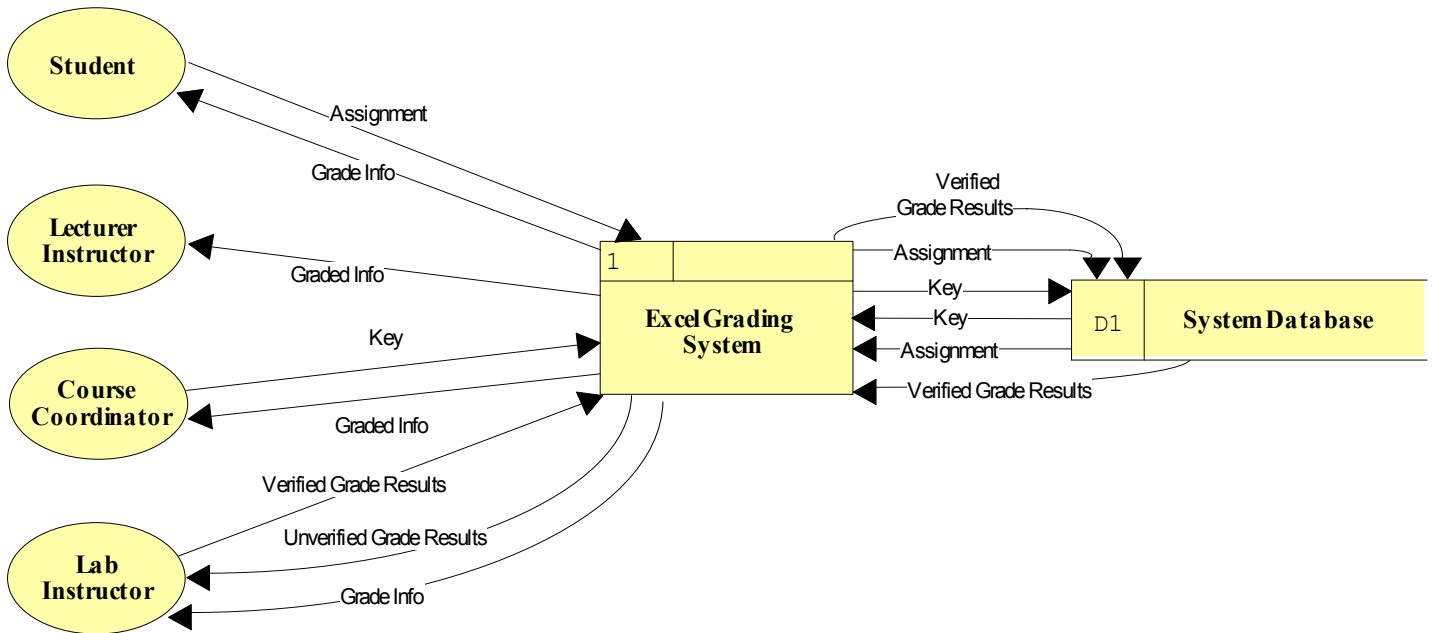 Student
Assignment
Grade Info
Lecturer
Instructor
Graded Info
Key
Course
Coordinator
Graded Info
Verified Grade Results
Unverified Grade Results
Lab
Instructor
Grade Info
1
Excel Grading
System
Verified
Grade Results
Assignment
Key
Key
Assignment
Verified Grade Results
D1
System Database